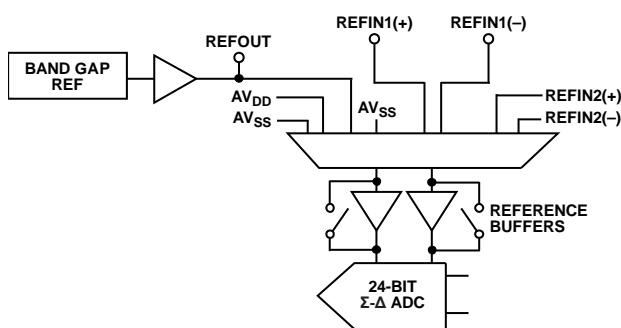 REFIN1(+)
REFIN1(–)
REFOUT
BAND GAP
REF
AVDD
AVSS
AVSS
REFIN2(+)
REFIN2(–)
REFERENCE
BUFFERS
24-BIT
Σ-Δ ADC